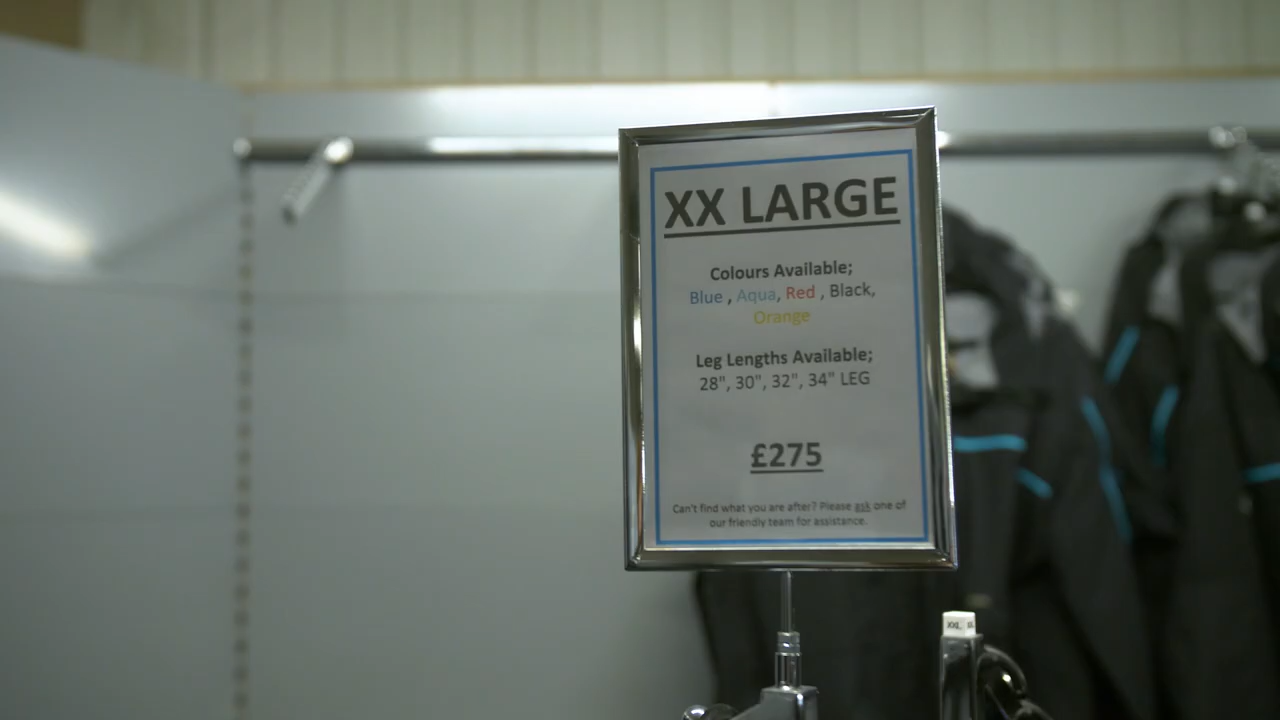 XX LARGE
Colours Available;
Blue , Aqua, Red , Black,
Orange
Leg Lengths Available;
28", 30", 32", 34" LEG
£275
Can't find what you are after? Please ask one of
our friendly team for assistance.
XXL